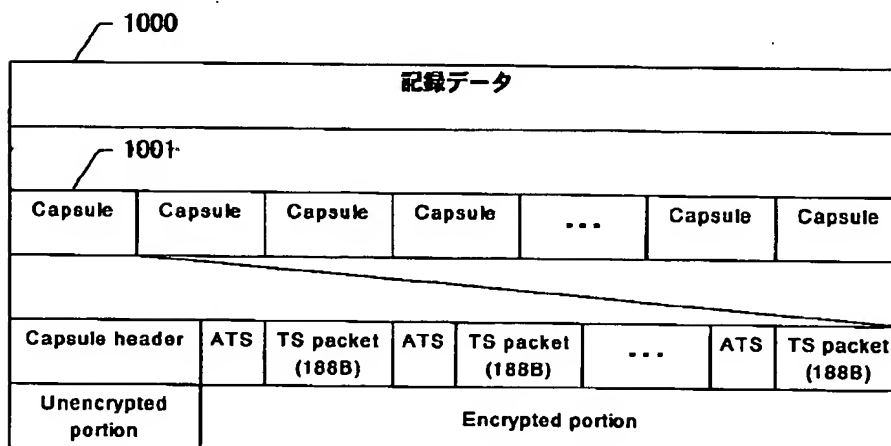 1000
記録データ
1001
Capsule Capsule Capsule Capsule ... Capsule Capsule
Capsule header ATS TS packet ATS TS packet ... ATS TS packet
(188B) (188B) (188B)
Unencrypted Encrypted portion
portion